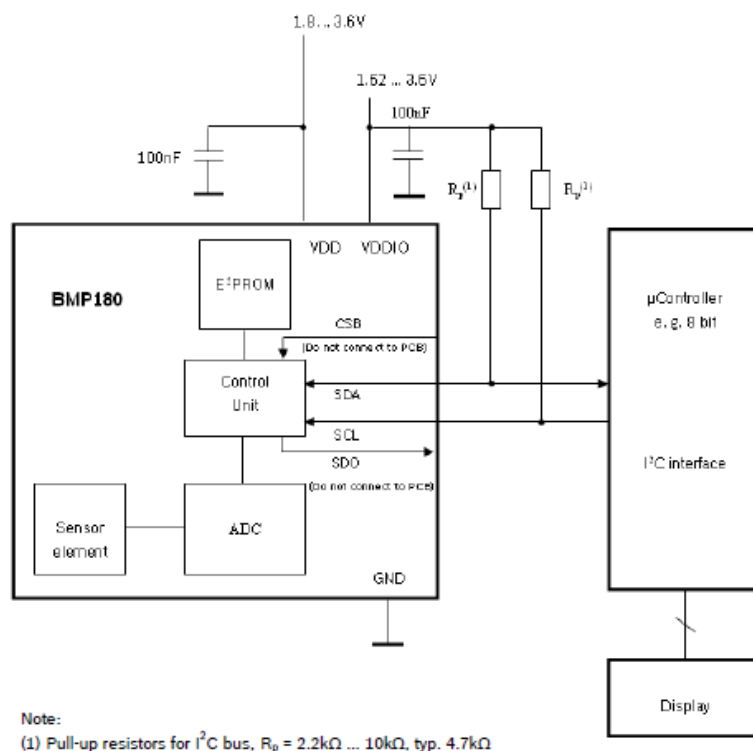 1.8 ... 3.6V
1.62 ... 3.6V
100nF
100nF
Rp(1)
Rp(1)
VDD
VDDIO
E²PROM
BMP180
µController
e. g. 8 bit
CSB
(Do not connect to PCB)
Control
Unit
SDA
SCL
SDO
(Do not connect to PCB)
I²C interface
Sensor
element
ADC
GND
Display
Note:
(1) Pull-up resistors for I²C bus, Rp = 2.2kΩ ... 10kΩ, typ. 4.7kΩ